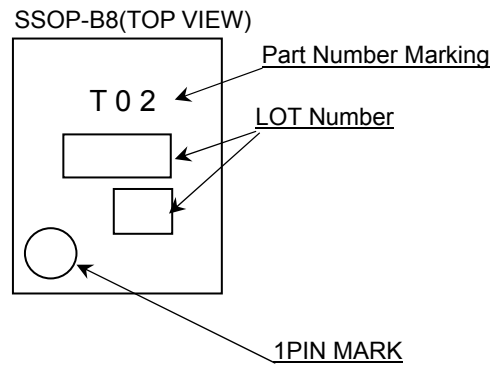 SSOP-B8(TOP VIEW)
Part Number Marking
T 0 2
LOT Number
1PIN MARK